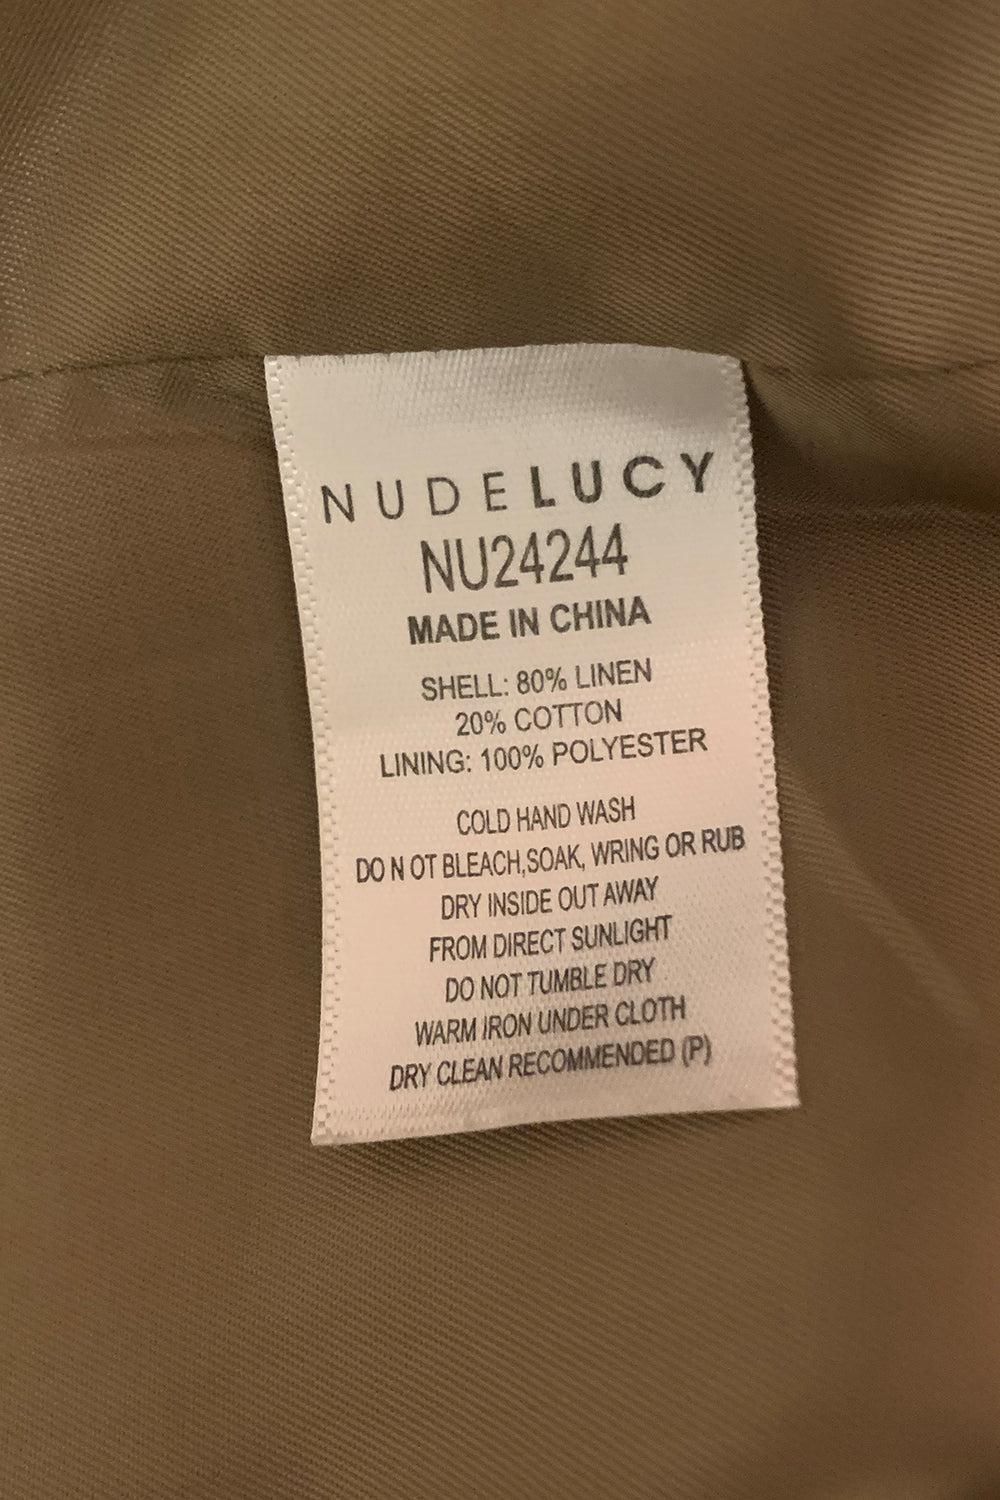 NUDELUCY
NU24244
MADE IN CHINA
SHELL: 80% LINEN
20% COTTON
LINING: 100% POLYESTER
COLD HAND WASH
DO N OT BLEACH,SOAK, WRING OR RUB
DRY INSIDE OUT AWAY
FROM DIRECT SUNLIGHT
DO NOT TUMBLE DRY
WARM IRON UNDER CLOTH
DRY CLEAN RECOMMENDED (P)